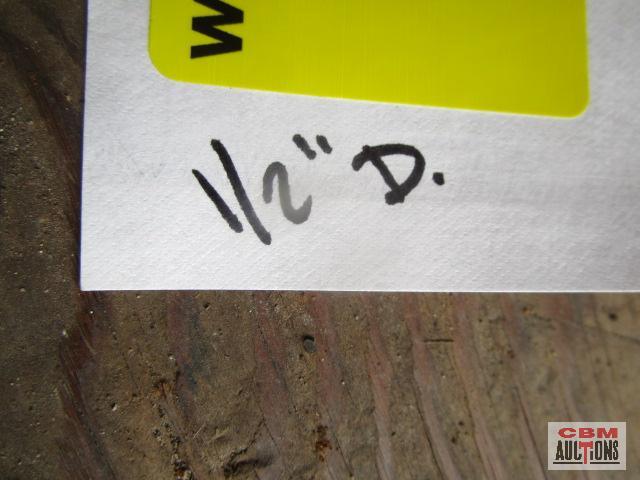 W
1/2" D.
CBM
AUCTIONS